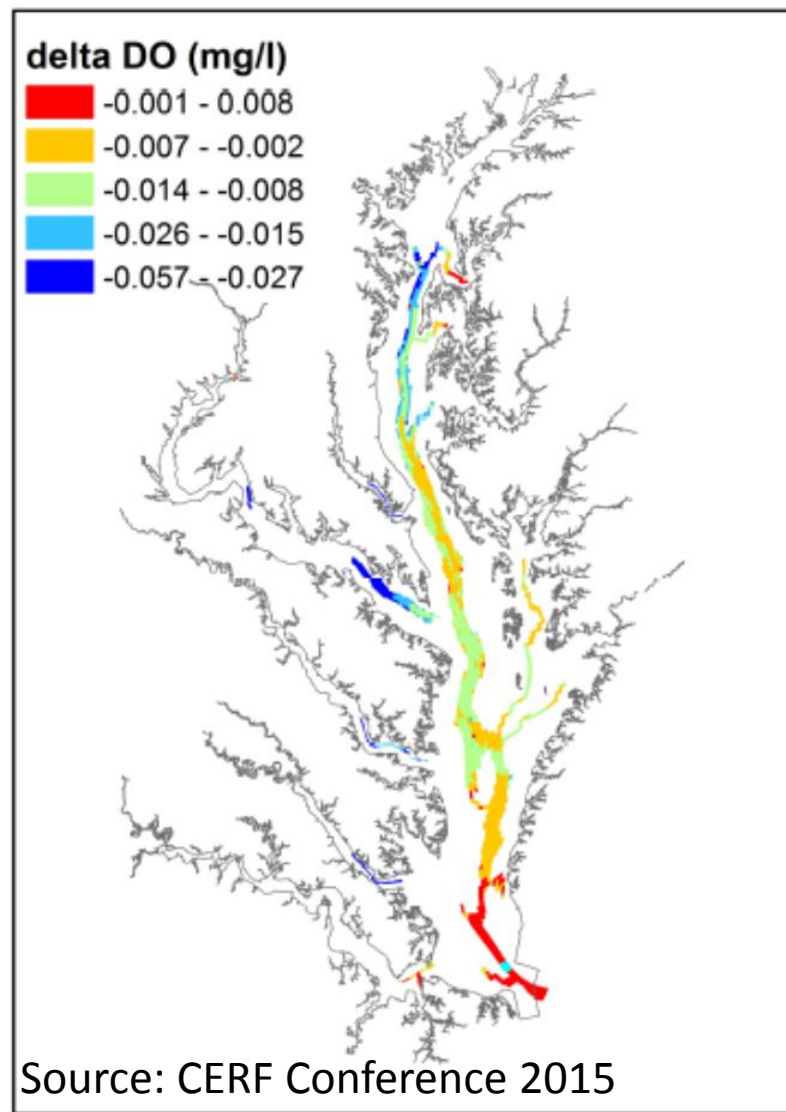 delta DO (mg/l)
-0.001 - 0.008
-0.007 - -0.002
-0.014 - -0.008
-0.026 - -0.015
-0.057 - -0.027
Source: CERF Conference 2015